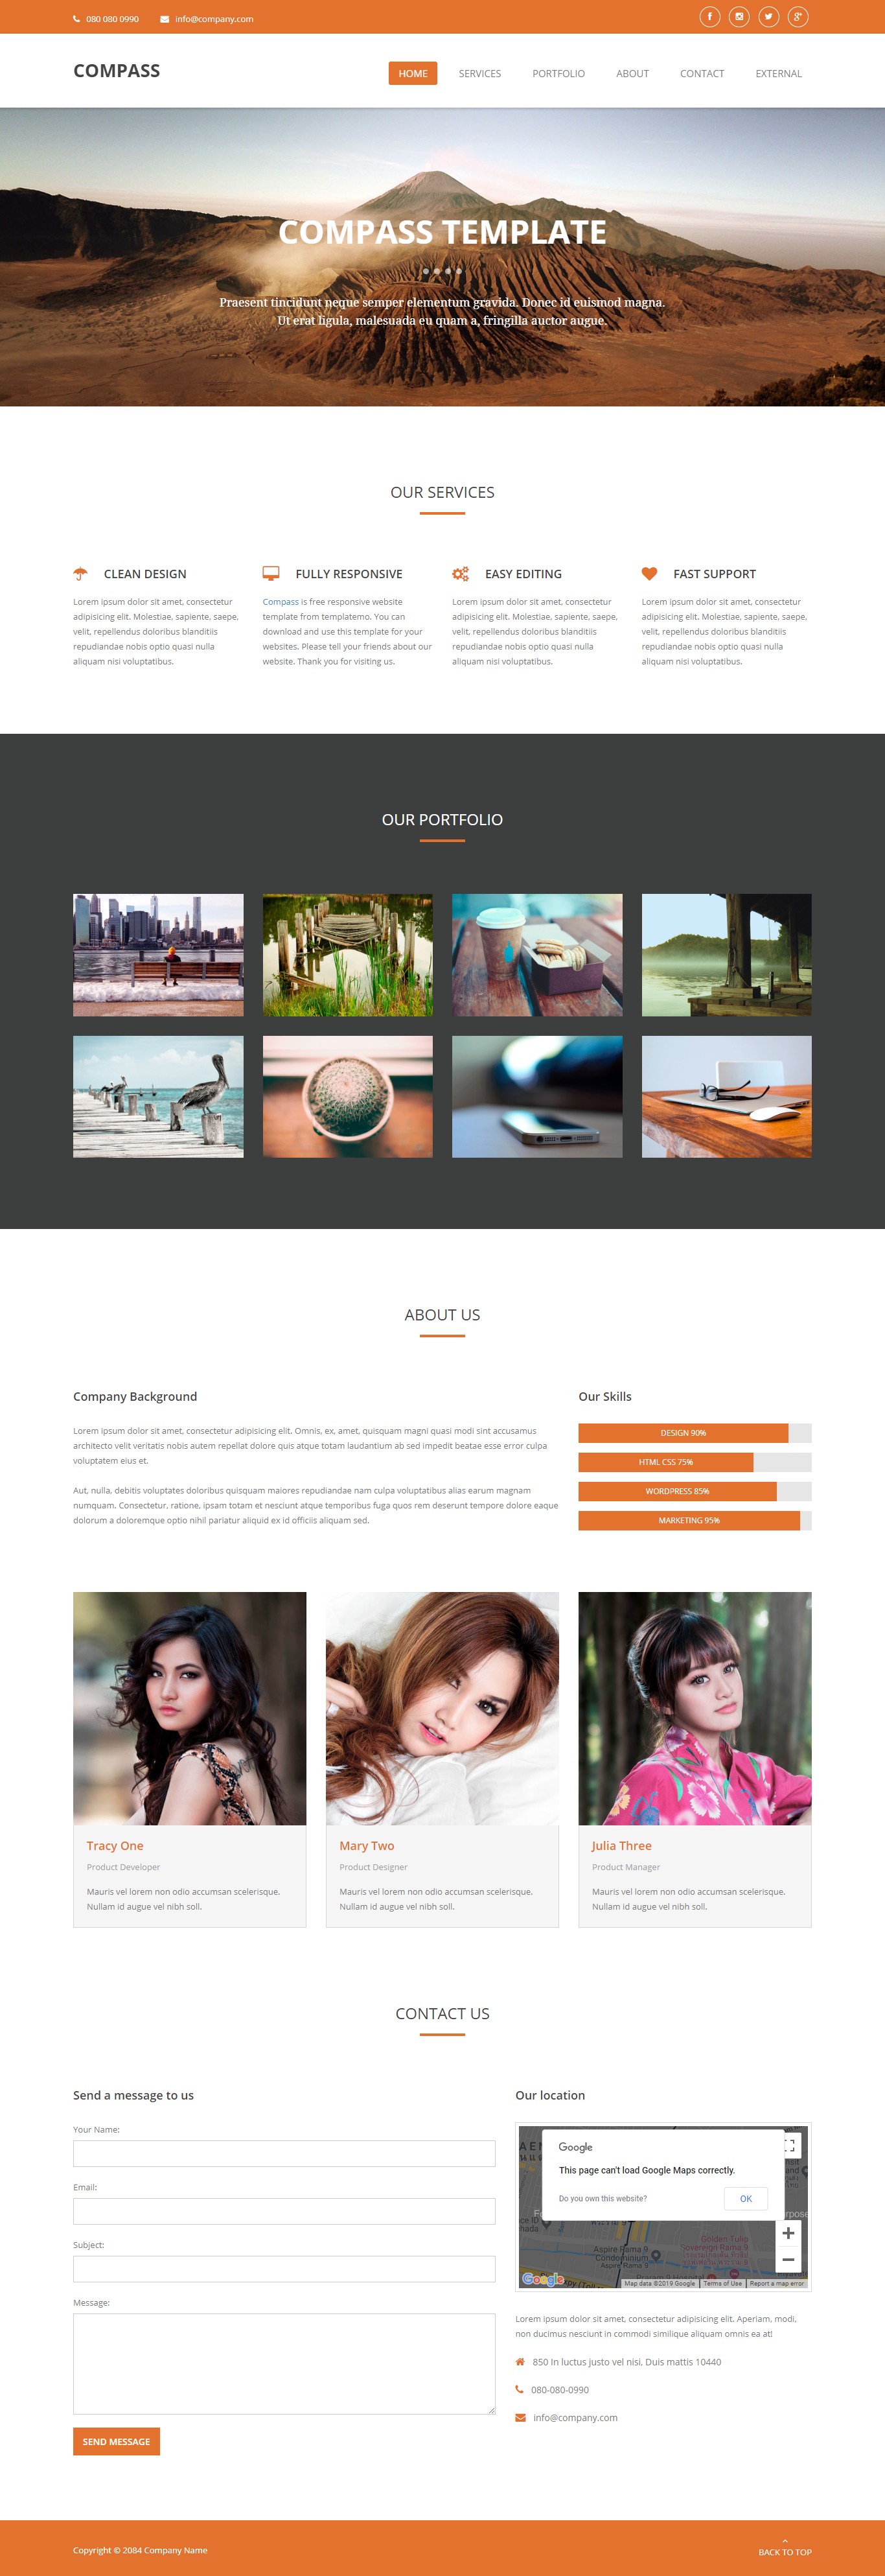 080 080 0990 info@company.com
COMPASS
HOME SERVICES PORTFOLIO ABOUT CONTACT EXTERNAL
COMPASS TEMPLATE
Praesent tincidunt neque semper elementum gravida. Donec id euismod magna.
Ut erat ligula, malesuada eu quam a, fringilla auctor augue.
OUR SERVICES
CLEAN DESIGN
Lorem ipsum dolor sit amet, consectetur
adipisicing elit. Molestiae, sapiente, saepe,
velit, repellendus doloribus blanditiis
repudiandae nobis optio quasi nulla
aliquam nisi voluptatibus.
FULLY RESPONSIVE
Compass is free responsive website
template from templatemo. You can
download and use this template for your
websites. Please tell your friends about our
website. Thank you for visiting us.
EASY EDITING
Lorem ipsum dolor sit amet, consectetur
adipisicing elit. Molestiae, sapiente, saepe,
velit, repellendus doloribus blanditiis
repudiandae nobis optio quasi nulla
aliquam nisi voluptatibus.
FAST SUPPORT
Lorem ipsum dolor sit amet, consectetur
adipisicing elit. Molestiae, sapiente, saepe,
velit, repellendus doloribus blanditiis
repudiandae nobis optio quasi nulla
aliquam nisi voluptatibus.
OUR PORTFOLIO
ABOUT US
Company Background
Lorem ipsum dolor sit amet, consectetur adipisicing elit. Omnis, ex, amet, quisquam magni quasi modi sint accusamus
architecto velit veritatis nobis autem repellat dolore quis atque totam laudantium ab sed impedit beatae esse error culpa
voluptatem eius et.
Aut, nulla, debitis voluptates doloribus quisquam maiores repudiandae nam culpa voluptatibus alias earum magnam
numquam. Consectetur, ratione, ipsam totam et nesciunt atque temporibus fuga quos rem deserunt tempore dolore eaque
dolorum a doloremque optio nihil pariatur aliquid ex id officiis aliquam sed.
Our Skills
DESIGN 90%
HTML CSS 75%
WORDPRESS 85%
MARKETING 95%
Tracy One
Product Developer
Mauris vel lorem non odio accumsan scelerisque.
Nullam id augue vel nibh soll.
Mary Two
Product Designer
Mauris vel lorem non odio accumsan scelerisque.
Nullam id augue vel nibh soll.
Julia Three
Product Manager
Mauris vel lorem non odio accumsan scelerisque.
Nullam id augue vel nibh soll.
CONTACT US
Send a message to us
Your Name:
Email:
Subject:
Message:
SEND MESSAGE
Our location
Google
This page can't load Google Maps correctly.
Do you own this website? OK
Golden Tulip
Sovereign Rama 9
Aspire Rama 9
Condominium
Aspire Rama 9
Google Map data ©2019 Google Terms of Use Report a map error
Lorem ipsum dolor sit amet, consectetur adipisicing elit. Aperiam, modi,
non ducimus nesciunt in commodi similique aliquam omnis ea at!
850 In luctus justo vel nisi, Duis mattis 10440
080-080-0990
info@company.com
Copyright © 2084 Company Name
BACK TO TOP